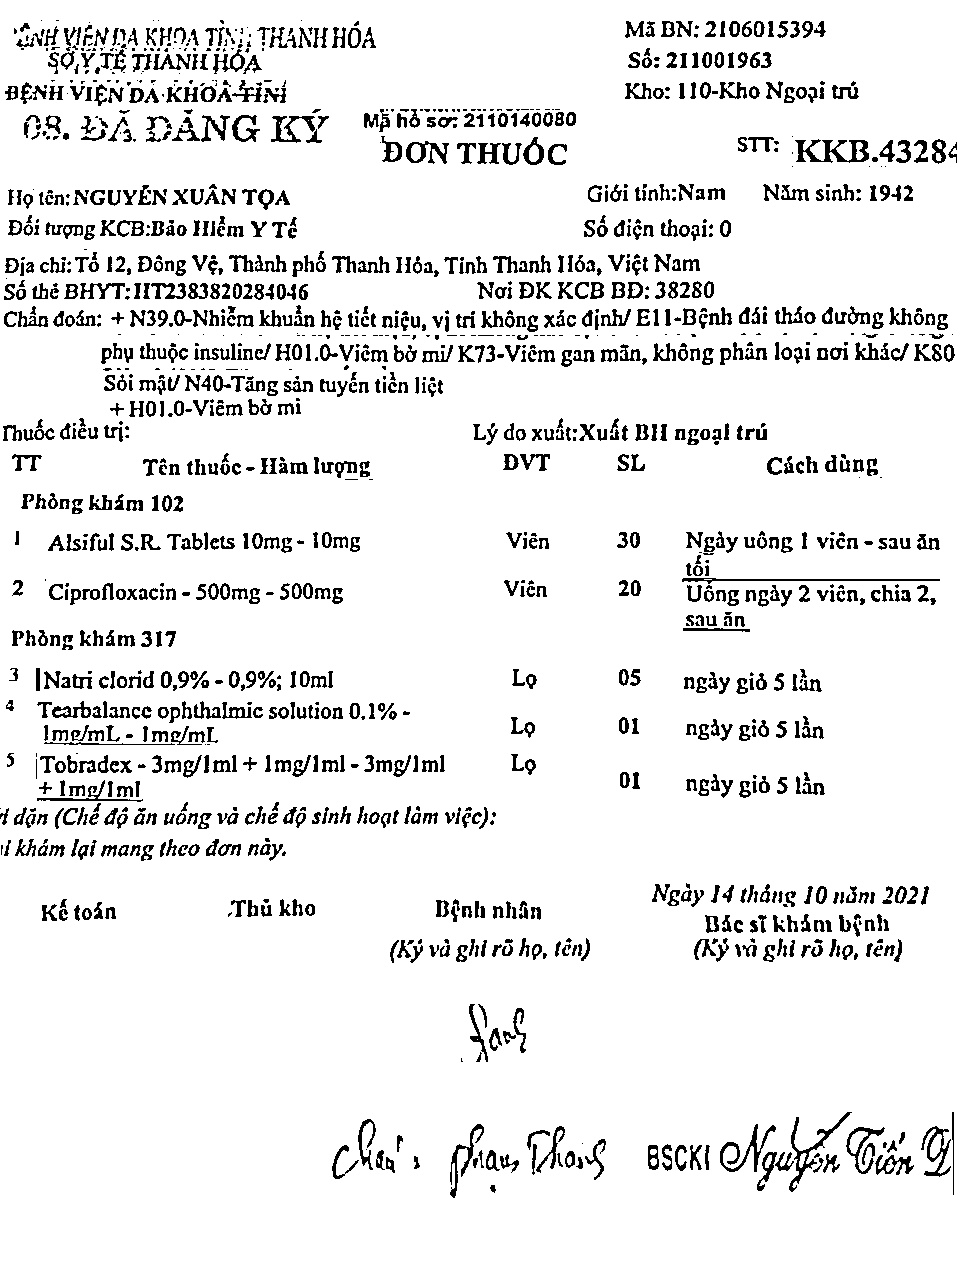 BỆNH VIỆN ĐA KHOA TỈNH THANH HÓA
SỞ Y TẾ THANH HÓA
BỆNH VIỆN ĐA KHOA TỈNH
08. ĐÃ ĐĂNG KÝ
Mã hồ sơ: 2110140080
ĐƠN THUỐC
Mã BN: 2106015394
Số: 211001963
Kho: 110-Kho Ngoại trú
STT: KKB.43284
Họ tên:NGUYỄN XUÂN TỌA Giới tính:Nam Năm sinh: 1942
Đối tượng KCB:Bảo Hiểm Y Tế Số điện thoại: 0
Địa chỉ: Tổ 12, Đông Vệ, Thành phố Thanh Hóa, Tỉnh Thanh Hóa, Việt Nam
Số thẻ BHYT: HT2383820284046 Nơi ĐK KCB BĐ: 38280
Chẩn đoán: + N39.0-Nhiễm khuẩn hệ tiết niệu, vị trí không xác định/ E11-Bệnh đái tháo đường không
phụ thuộc insuline/ H01.0-Viêm bờ mi/ K73-Viêm gan mãn, không phân loại nơi khác/ K80
Sỏi mật/ N40-Tăng sản tuyến tiền liệt
+ H01.0-Viêm bờ mi
Thuốc điều trị: Lý do xuất:Xuất BH ngoại trú
TT Tên thuốc - Hàm lượng ĐVT SL Cách dùng
Phòng khám 102
1 Alsiful S.R. Tablets 10mg - 10mg Viên 30 Ngày uống 1 viên - sau ăn
tối
2 Ciprofloxacin - 500mg - 500mg Viên 20 Uống ngày 2 viên, chia 2,
sau ăn
Phòng khám 317
3 Natri clorid 0,9% - 0,9%; 10ml Lọ 05 ngày giỏ 5 lần
4 Tearbalance ophthalmic solution 0.1% -
1mg/mL - 1mg/mL Lọ 01 ngày giỏ 5 lần
5 Tobradex - 3mg/1ml + 1mg/1ml - 3mg/1ml Lọ
+ 1mg/1ml 01 ngày giỏ 5 lần
dặn (Chế độ ăn uống và chế độ sinh hoạt làm việc):
khám lại mang theo đơn này.
Ngày 14 tháng 10 năm 2021
Kế toán Thủ kho Bệnh nhân Bác sĩ khám bệnh
(Ký và ghi rõ họ, tên) (Ký và ghi rõ họ, tên)
BSCKI Nguyễn Tiến